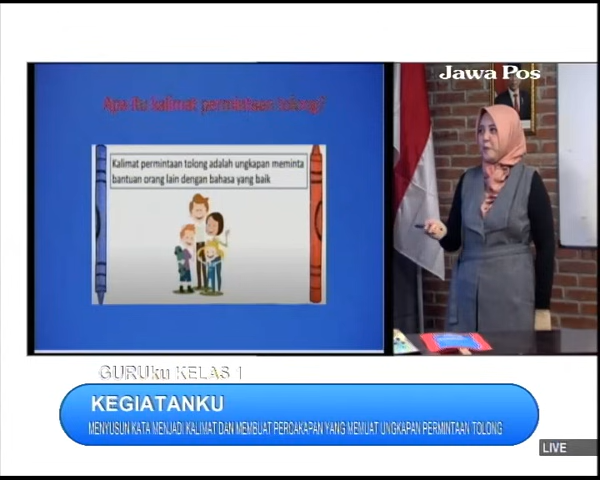 Jawa Pos
Apa itu kalimat permintaan tolong?
Kalimat permintaan tolong adalah ungkapan meminta
bantuan orang lain dengan bahasa yang baik
GURUku KELAS 1
KEGIATANKU
MENYUSUN KATA MENJADI KALIMAT DAN MEMBUAT PERCAKAPAN YANG MEMUAT UNGKAPAN PERMINTAAN TOLONG
LIVE